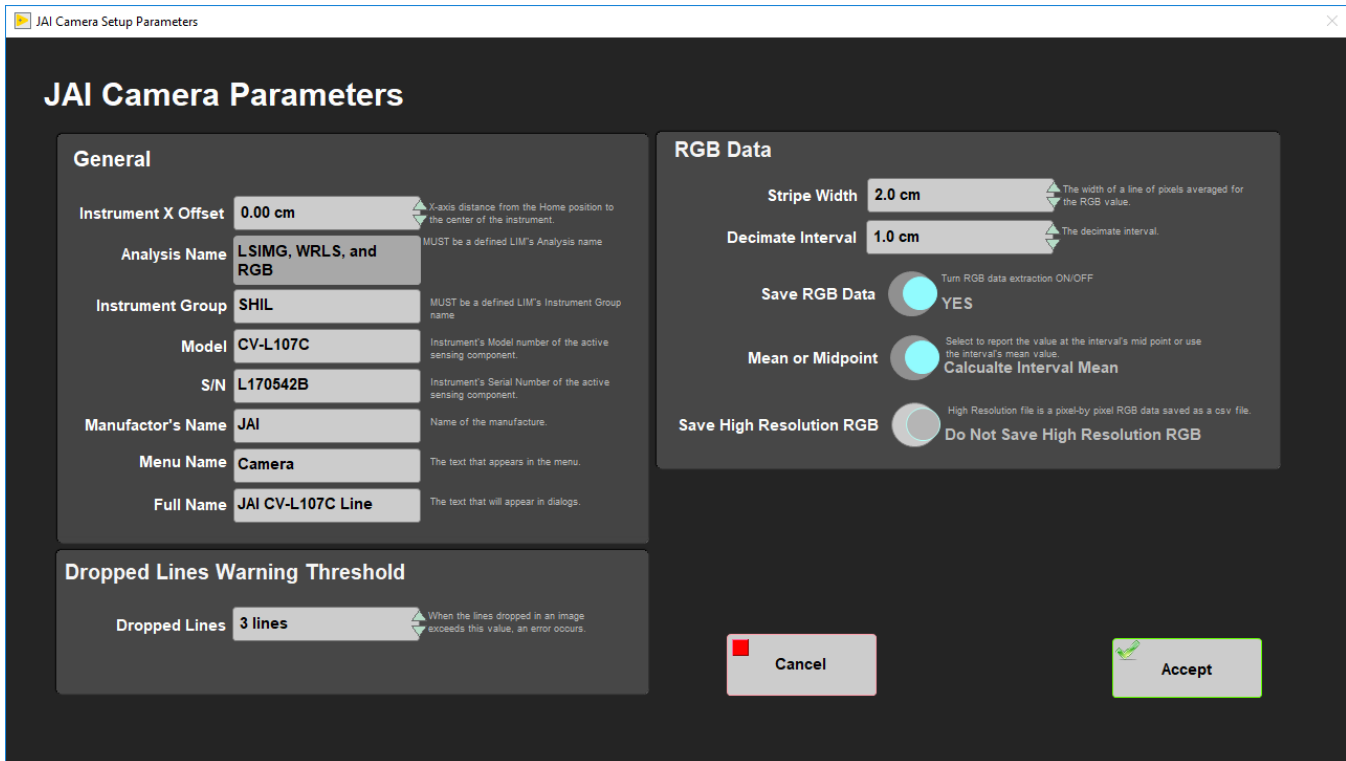 JAI Camera Setup Parameters
JAI Camera Parameters
General
Instrument X Offset
0.00 cm
X-axis distance from the Home position to
the center of the instrument.
Analysis Name
LSIMG, WRLS, and
RGB
MUST be a defined LIM"s Analysis name
Instrument Group
SHIL
MUST be a defined LIM"s Instrument Group
name
Model
CV-L107C
Instrument's Model number of the active
sensing component.
S/N
L170542B
Instrument's Serial Number of the active
sensing component.
Manufactor's Name
JAI
Name of the manufacture.
Menu Name
Camera
The text that appears in the menu.
Full Name
JAI CV-L107C Line
The text that will appear in dialogs.
Dropped Lines Warning Threshold
Dropped Lines
3 lines
When the lines dropped in an image
exceeds this value, an error occurs.
RGB Data
Stripe Width
2.0 cm
The width of a line of pixels averaged for
the RGB value.
Decimate Interval
1.0 cm
The decimate interval.
Save RGB Data
Turn RGB data extraction ON/OFF
YES
Mean or Midpoint
Select to report the value at the interval's mid point or use
the interval's mean value.
Calcualte Interval Mean
Save High Resolution RGB
High Resolution file is a pixel-by pixel RGB data saved as a csv file.
Do Not Save High Resolution RGB
Cancel
Accept